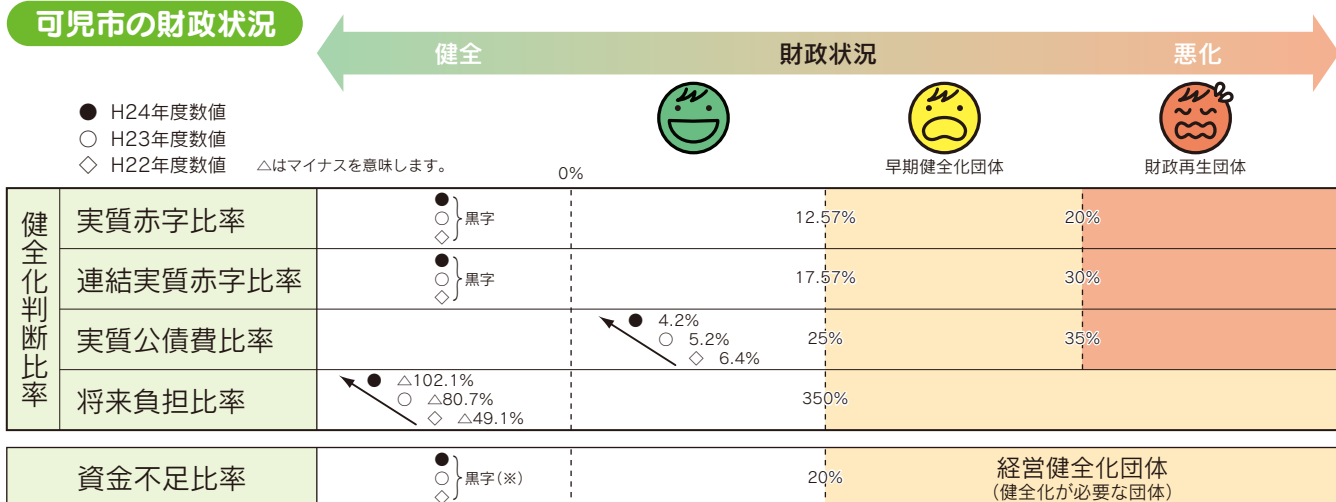 可児市の財政状況
健全 財政状況 悪化
● H24年度数値
○ H23年度数値
◇ H22年度数値 △はマイナスを意味します。
0%
早期健全化団体 財政再生団体
健全化判断比率
実質赤字比率 ● ○ ◇ 黒字 12.57% 20%
連結実質赤字比率 ● ○ ◇ 黒字 17.57% 30%
実質公債費比率 25% 35%
● 4.2%
○ 5.2%
◇ 6.4%
将来負担比率 350%
● △102.1%
○ △80.7%
◇ △49.1%
資金不足比率 ● ○ ◇ 黒字(※) 20%
経営健全化団体
(健全化が必要な団体)